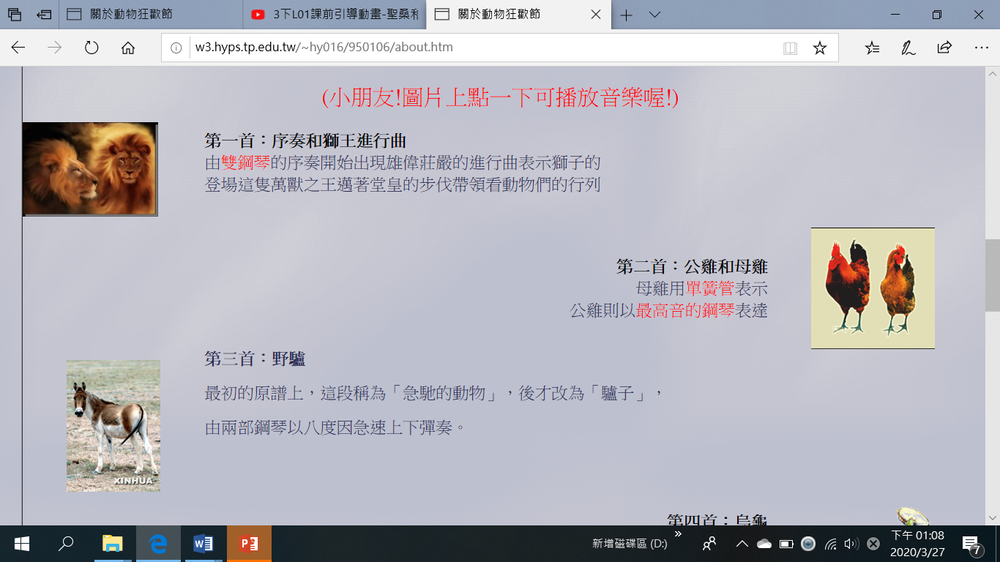 關於動物狂歡節
3下L01課前引導動畫-聖桑和
關於動物狂歡節
w3.hyps.tp.edu.tw/~hy016/950106/about.htm
(小朋友!圖片上點一下可播放音樂喔!)
第一首：序奏和獅王進行曲
由雙鋼琴的序奏開始出現雄偉莊嚴的進行曲表示獅子的
登場這隻萬獸之王邁著堂皇的步伐帶領看動物們的行列
第二首：公雞和母雞
母雞用單簧管表示
公雞則以最高音的鋼琴表達
第三首：野驢
最初的原譜上，這段稱為「急馳的動物」，後才改為「驢子」，
由兩部鋼琴以八度因急速上下彈奏。
XINHUA
第四首：烏龜
新增磁碟區 (D:)
下午 01:08
2020/3/27
7